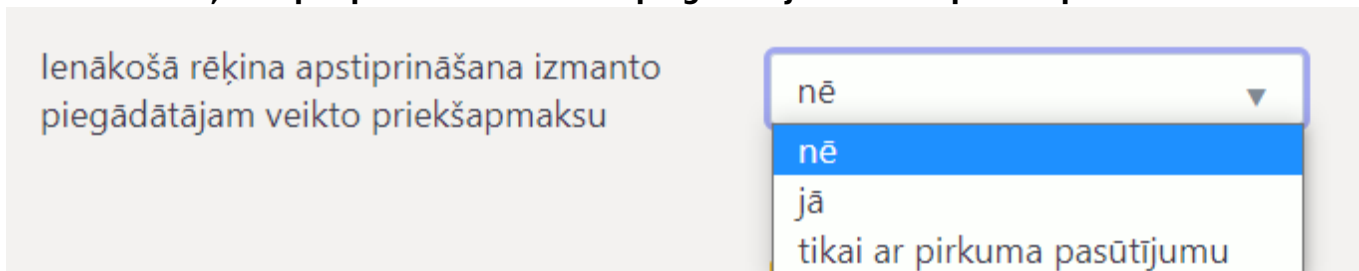 Ienākošā rēķina apstiprināšana izmanto
piegādātājam veikto priekšapmaksu
nē
nē
jā
tikai ar pirkuma pasūtījumu